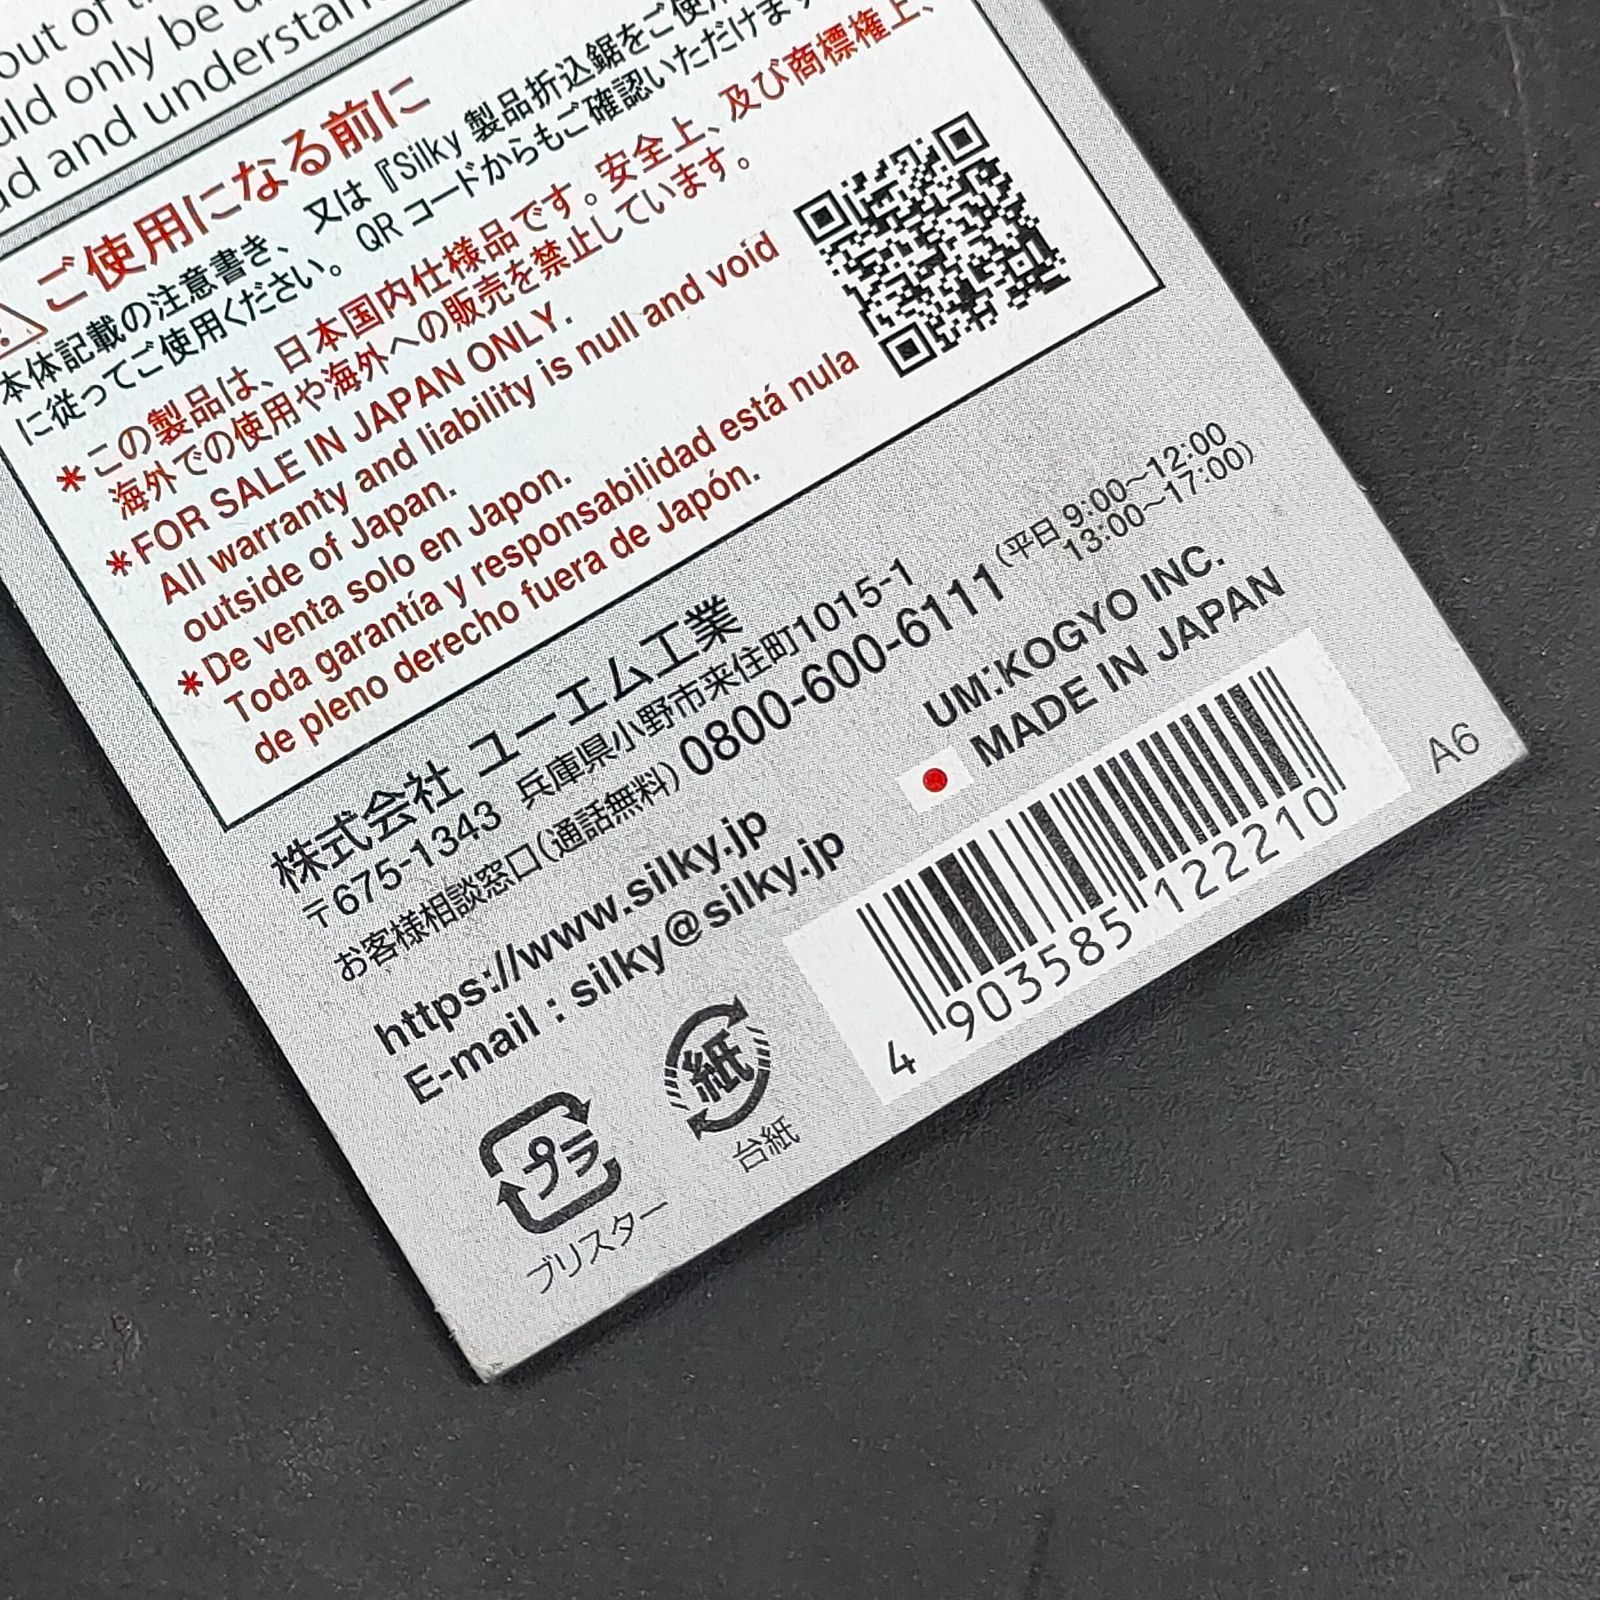 out of
only be
and understand
ご使用になる前に
本体記載の注意書き、又は『Silky 製品折込鋸をご使用
に従ってご使用ください。QRコードからもご確認いただけます
*この製品は、日本国内仕様品です。安全上、及び商標権上、
海外での使用や海外への販売を禁止しています。
*FOR SALE IN JAPAN ONLY.
All warranty and liability is null and void
outside of Japan.
*De venta solo en Japon.
Toda garantía y responsabilidad está nula
de pleno derecho fuera de Japón.
株式会社 ユーエム工業
〒675-1343 兵庫県小野市来住町1015-1
お客様相談窓口(通話無料)0800-600-6111(平日 9:00～12:00
13:00～17:00)
https://www.silky.jp
E-mail : silky@silky.jp
UM:KOGYO INC.
MADE IN JAPAN
4 903585 122210
A6
プラ
ブリスター
紙
台紙